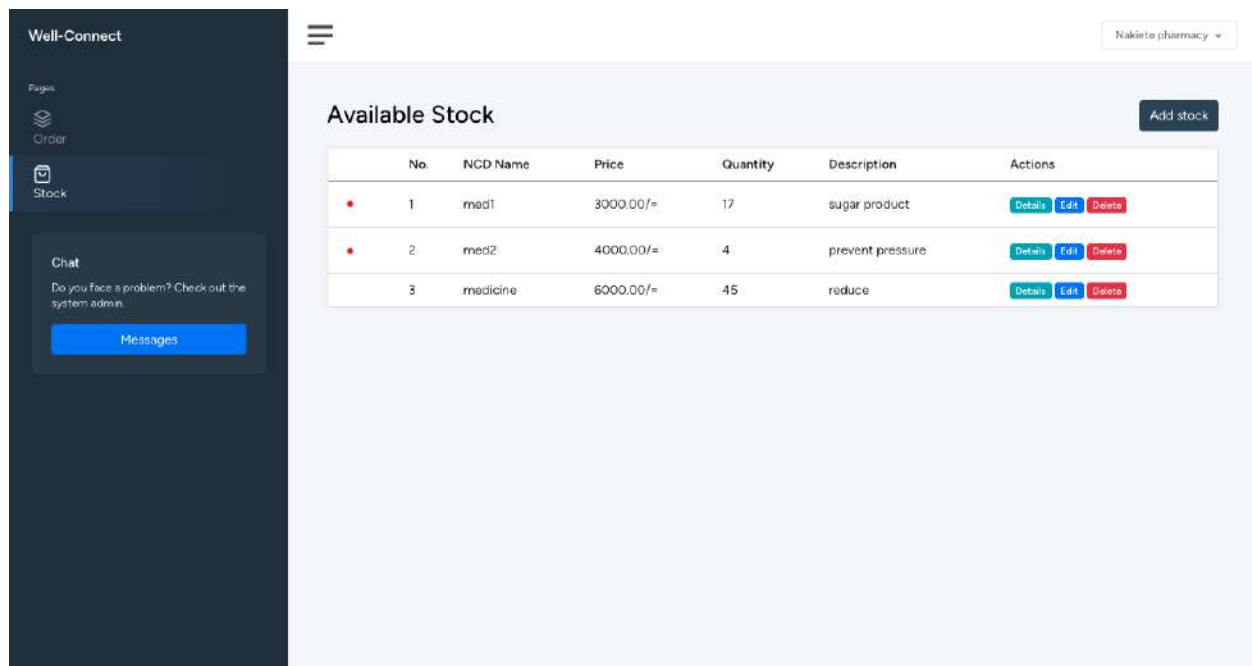 Well-Connect
Nakiete pharmacy
Pages
Order
Stock
Chat
Do you face a problem? Check out the
system admin.
Messages
Available Stock
Add stock
No. NCD Name Price Quantity Description Actions
1 med1 3000.00/= 17 sugar product Details Edit Delete
2 med2 4000.00/= 4 prevent pressure Details Edit Delete
3 medicine 6000.00/= 45 reduce Details Edit Delete